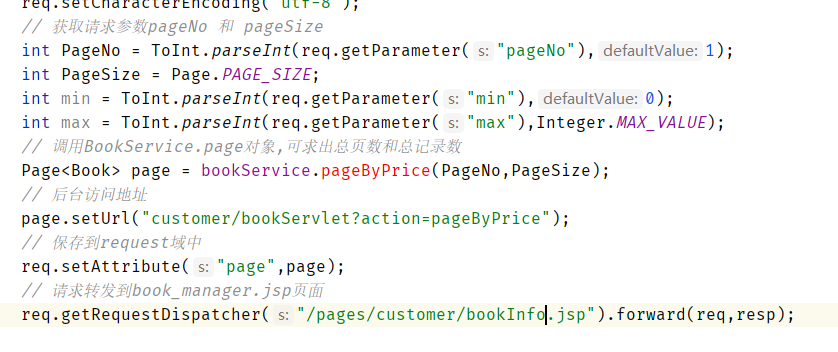 req.setCharacterEncoding("utf-8");
// 获取请求参数pageNo 和 pageSize
int PageNo = ToInt.parseInt(req.getParameter( s: "pageNo"), defaultValue: 1);
int PageSize = Page.PAGE_SIZE;
int min = ToInt.parseInt(req.getParameter( s: "min"), defaultValue: 0);
int max = ToInt.parseInt(req.getParameter( s: "max"),Integer.MAX_VALUE);
// 调用BookService.page对象,可求出总页数和总记录数
Page<Book> page = bookService.pageByPrice(PageNo,PageSize);
// 后台访问地址
page.setUrl("customer/bookServlet?action=pageByPrice");
// 保存到request域中
req.setAttribute( s: "page",page);
// 请求转发到book_manager.jsp页面
req.getRequestDispatcher( s: "/pages/customer/bookInfo.jsp").forward(req,resp);